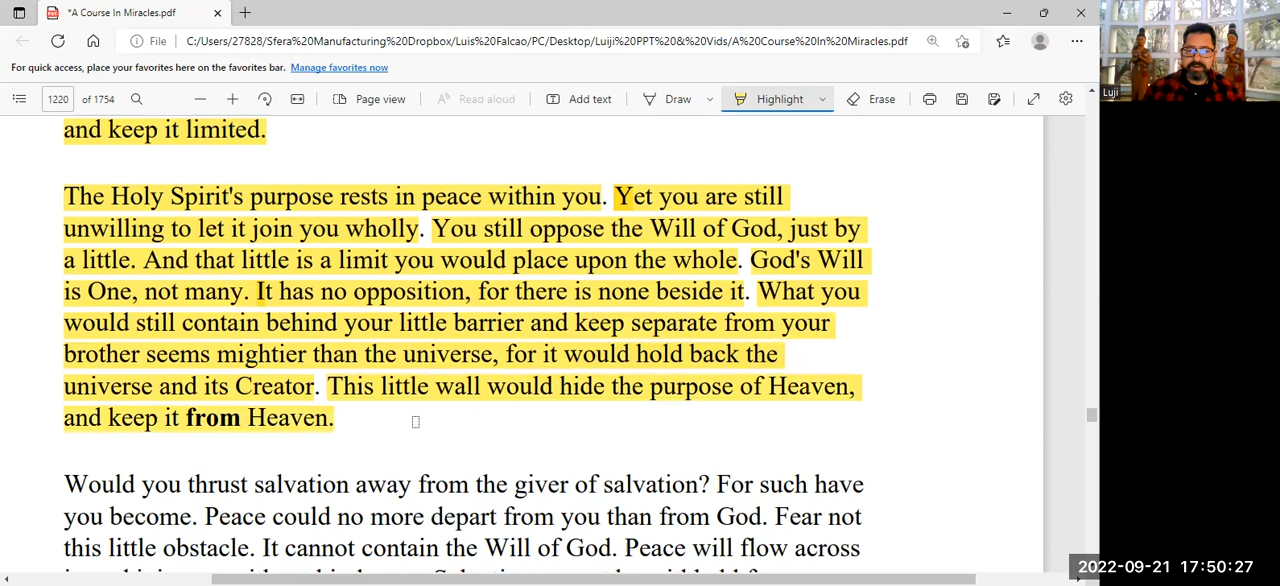 *A Course In Miracles.pdf
File C:/Users/27828/Sfera%20Manufacturing%20Dropbox/Luis%20Falcao/PC/Desktop/Luiji%20PPT%20&%20Vids/A%20Course%20In%20Miracles.pdf
For quick access, place your favorites here on the favorites bar. Manage favorites now
1220 of 1754 Page view Read aloud Add text Draw Highlight Erase
Luji
and keep it limited.
The Holy Spirit's purpose rests in peace within you. Yet you are still
unwilling to let it join you wholly. You still oppose the Will of God, just by
a little. And that little is a limit you would place upon the whole. God's Will
is One, not many. It has no opposition, for there is none beside it. What you
would still contain behind your little barrier and keep separate from your
brother seems mightier than the universe, for it would hold back the
universe and its Creator. This little wall would hide the purpose of Heaven,
and keep it from Heaven.
Would you thrust salvation away from the giver of salvation? For such have
you become. Peace could no more depart from you than from God. Fear not
this little obstacle. It cannot contain the Will of God. Peace will flow across
2022-09-21 17:50:27